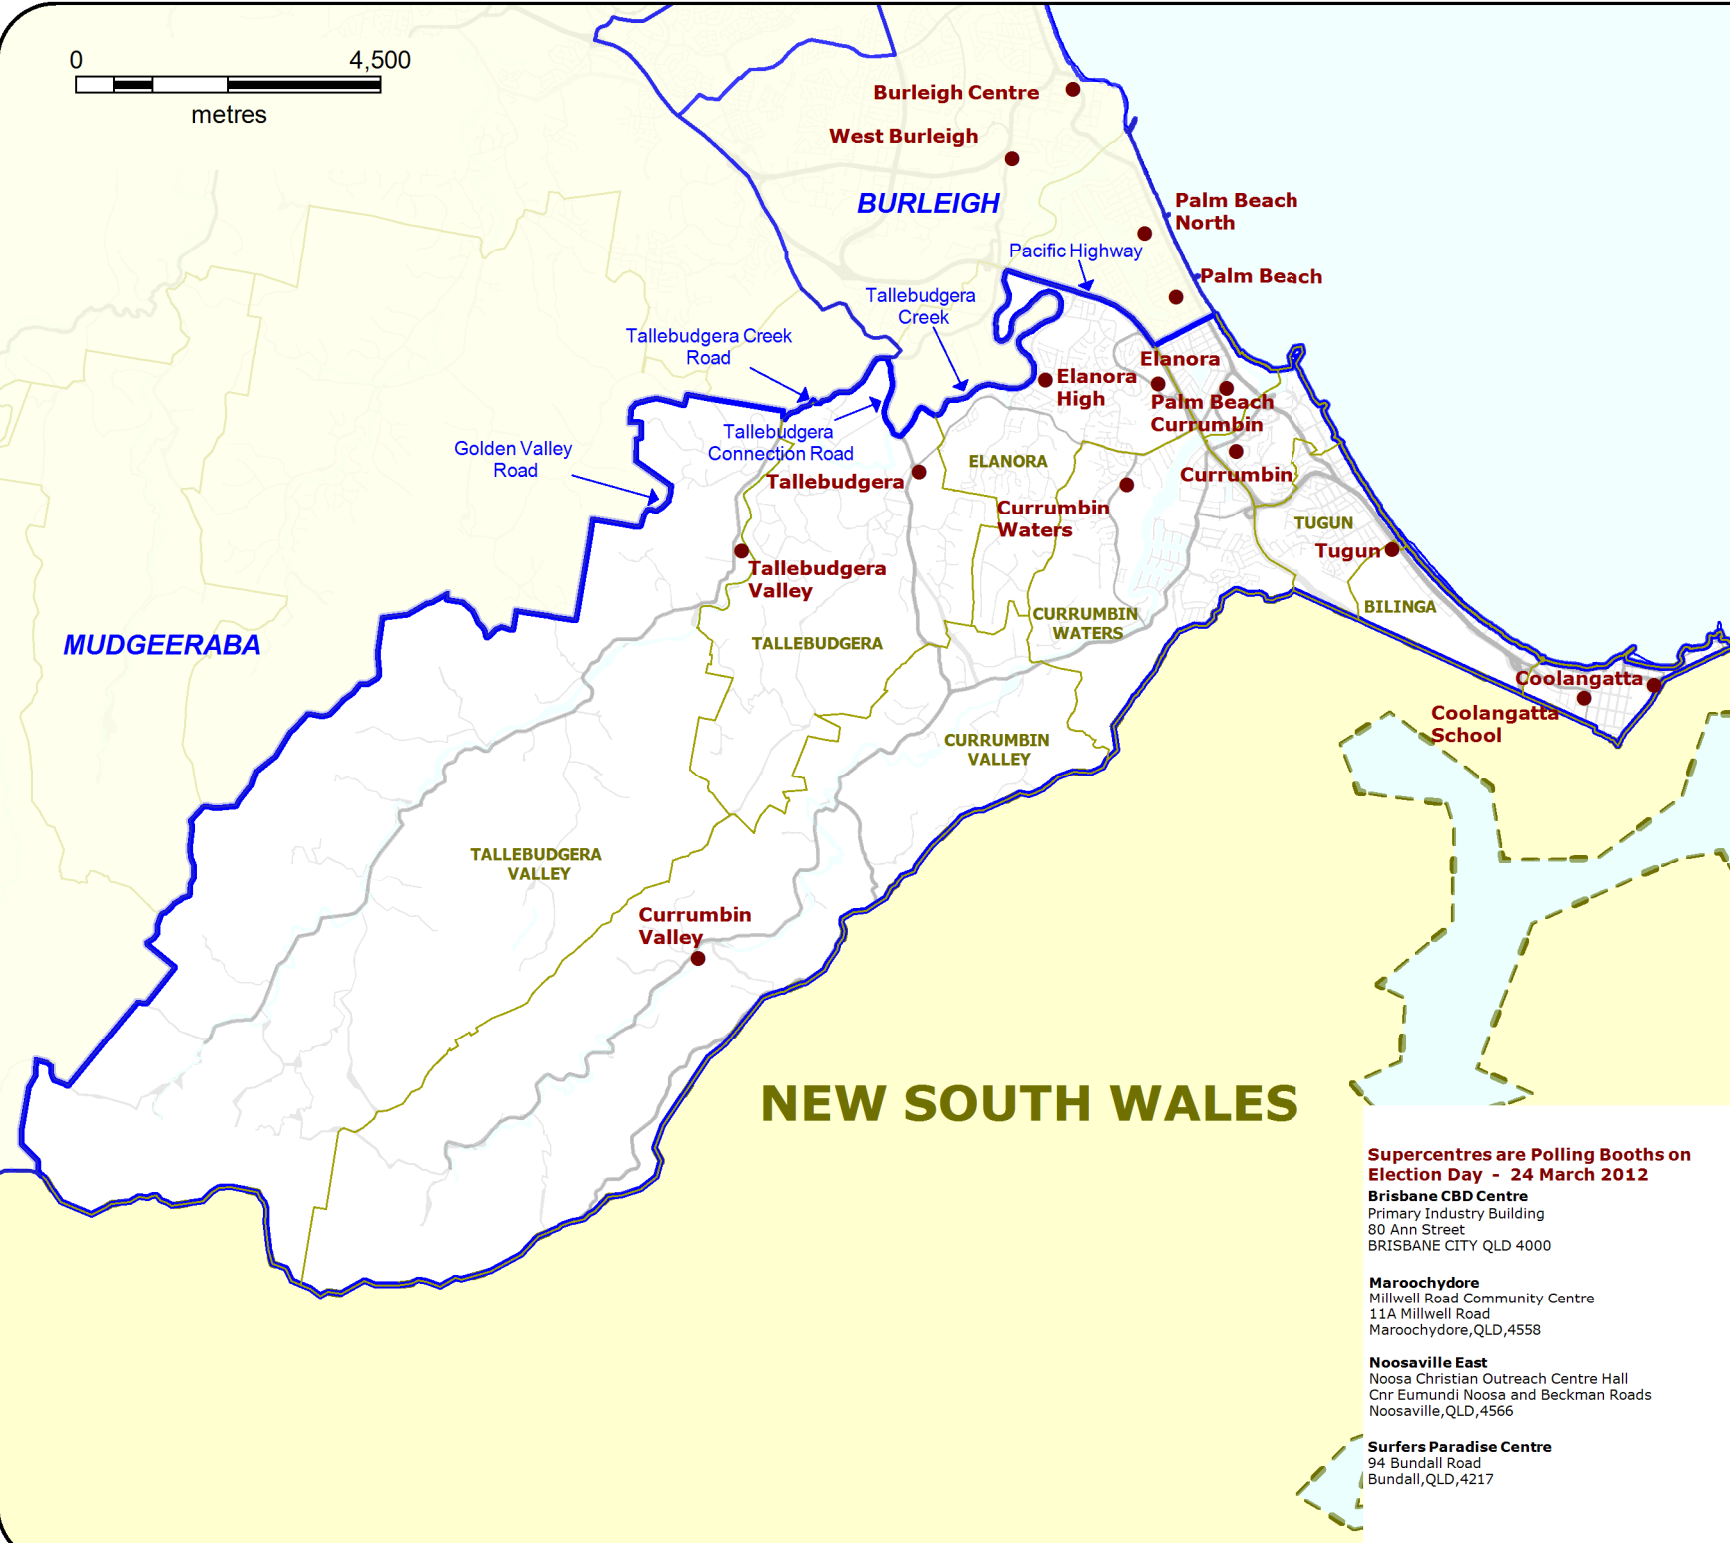 0 4,500
metres
Burleigh Centre
West Burleigh
BURLEIGH
Palm Beach
North
Pacific Highway
Palm Beach
Tallebudgera
Creek
Tallebudgera Creek
Road
Elanora
Elanora
High
Palm Beach
Currumbin
Tallebudgera
Connection Road
Golden Valley
Road
ELANORA
Tallebudgera
Currumbin
Currumbin
Waters
TUGUN
Tugun
Tallebudgera
Valley
BILINGA
CURRUMBIN
WATERS
MUDGEERABA
TALLEBUDGERA
Coolangatta
Coolangatta
School
CURRUMBIN
VALLEY
TALLEBUDGERA
VALLEY
Currumbin
Valley
NEW SOUTH WALES
Supercentres are Polling Booths on
Election Day - 24 March 2012
Brisbane CBD Centre
Primary Industry Building
80 Ann Street
BRISBANE CITY QLD 4000
Maroochydore
Millwell Road Community Centre
11A Millwell Road
Maroochydore,QLD,4558
Noosaville East
Noosa Christian Outreach Centre Hall
Cnr Eumundi Noosa and Beckman Roads
Noosaville,QLD,4566
Surfers Paradise Centre
94 Bundall Road
Bundall,QLD,4217